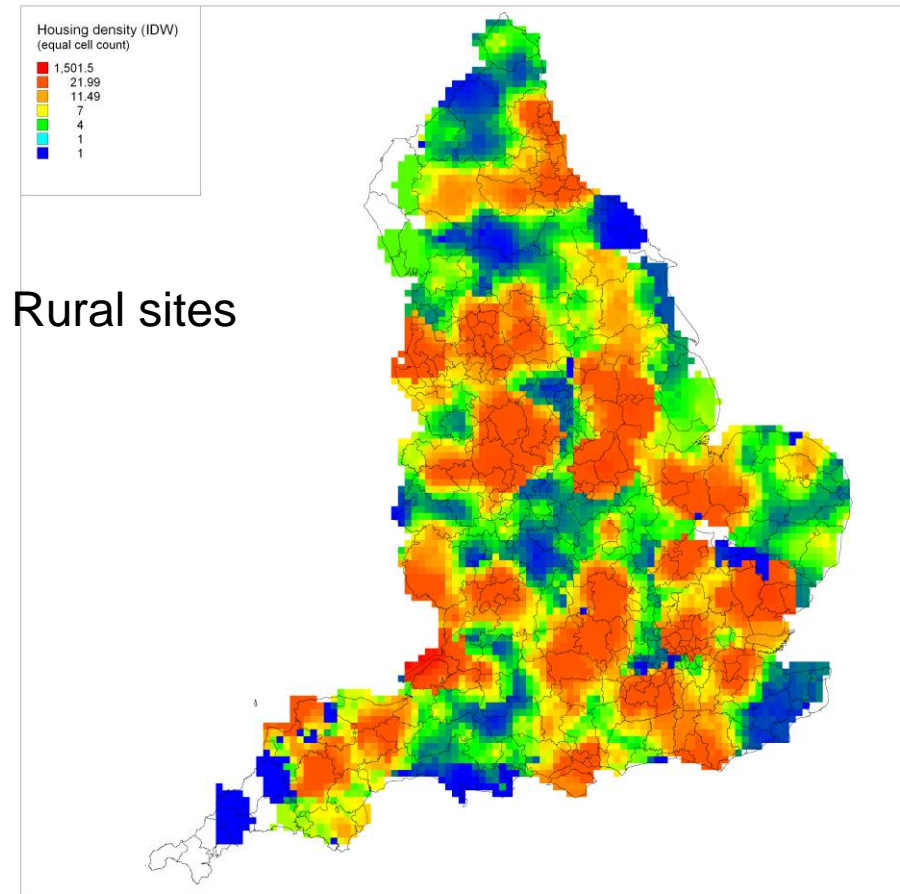 Housing density (IDW)
(equal cell count)
1,501.5
21.99
11.49
7
4
1
1
Rural sites